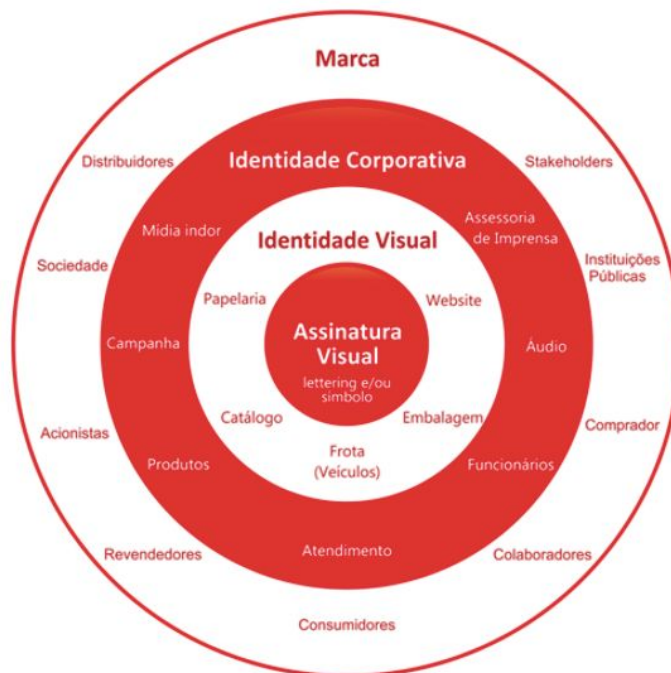 Marca
Distribuidores
Identidade Corporativa
Stakeholders
Mídia indor
Assessoria
de Imprensa
Identidade Visual
Sociedade
Instituições
Públicas
Papelaria
Website
Assinatura
Visual
Campanha
Áudio
lettering e/ou
símbolo
Catálogo
Embalagem
Acionistas
Comprador
Frota
(Veículos)
Produtos
Funcionários
Revendedores
Atendimento
Colaboradores
Consumidores